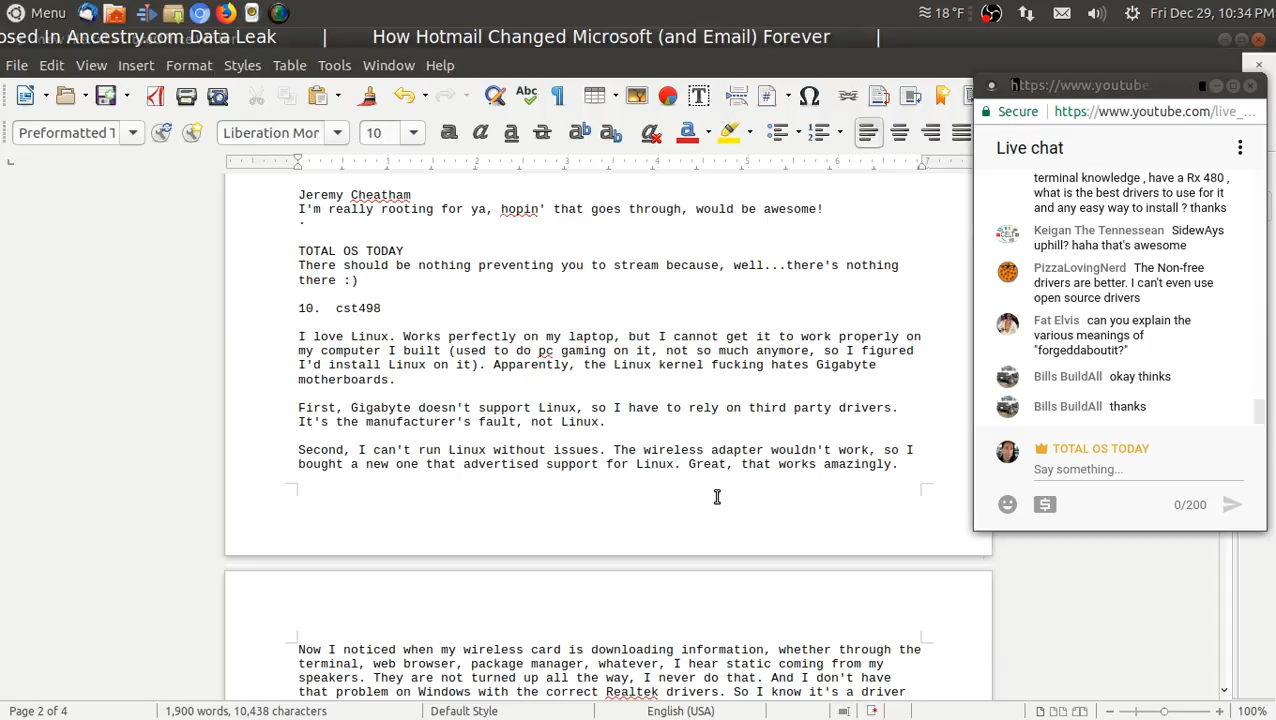 Menu
18 °F
Fri Dec 29, 10:34 PM
osed In Ancestry.com Data Leak | How Hotmail Changed Microsoft (and Email) Forever |
File Edit View Insert Format Styles Table Tools Window Help
Preformatted T
Liberation Mor
10
1 2 3 4 5 6 7
Jeremy Cheatham
I'm really rooting for ya, hopin' that goes through, would be awesome!
.
TOTAL OS TODAY
There should be nothing preventing you to stream because, well...there's nothing
there :)
10. cst498
I love Linux. Works perfectly on my laptop, but I cannot get it to work properly on
my computer I built (used to do pc gaming on it, not so much anymore, so I figured
I'd install Linux on it). Apparently, the Linux kernel fucking hates Gigabyte
motherboards.
First, Gigabyte doesn't support Linux, so I have to rely on third party drivers.
It's the manufacturer's fault, not Linux.
Second, I can't run Linux without issues. The wireless adapter wouldn't work, so I
bought a new one that advertised support for Linux. Great, that works amazingly.
Now I noticed when my wireless card is downloading information, whether through the
terminal, web browser, package manager, whatever, I hear static coming from my
speakers. They are not turned up all the way, I never do that. And I don't have
that problem on Windows with the correct Realtek drivers. So I know it's a driver
https://www.youtube.
Secure https://www.youtube.com/live_...
Live chat
terminal knowledge , have a Rx 480 ,
what is the best drivers to use for it
and any easy way to install ? thanks
Keigan The Tennessean SidewAys
uphill? haha that's awesome
PizzaLovingNerd The Non-free
drivers are better. I can't even use
open source drivers
Fat Elvis can you explain the
various meanings of
"forgeddaboutit?"
Bills BuildAll okay thinks
Bills BuildAll thanks
TOTAL OS TODAY
Say something...
0/200
Page 2 of 4
1,900 words, 10,438 characters
Default Style
English (USA)
100%